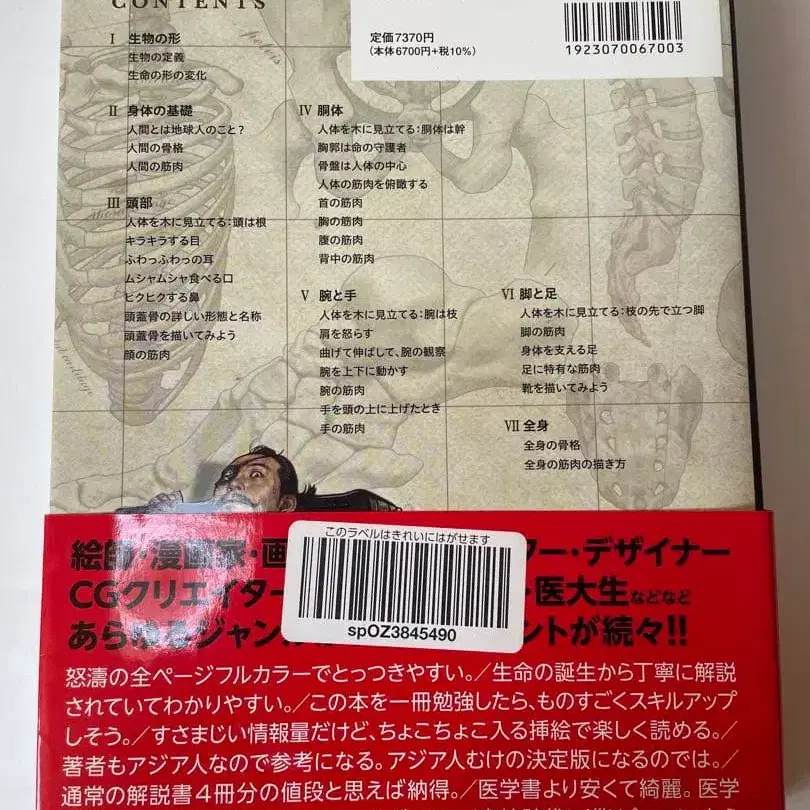 CONTENTS
定価7370円
(本体6700円+税10%)
1923070067003
Ⅰ 生物の形
生物の定義
生命の形の変化
Ⅱ 身体の基礎
人間とは地球人のこと?
人間の骨格
人間の筋肉
Ⅲ 頭部
人体を木に見立てる:頭は根
キラキラする目
ふわっふわっの耳
ムシャムシャ食べる口
ヒクヒクする鼻
頭蓋骨の詳しい形態と名称
頭蓋骨を描いてみよう
顔の筋肉
Ⅳ 胴体
人体を木に見立てる:胴体は幹
胸郭は命の守護者
骨盤は人体の中心
人体の筋肉を俯瞰する
首の筋肉
胸の筋肉
腹の筋肉
背中の筋肉
Ⅴ 腕と手
人体を木に見立てる:腕は枝
肩を怒らす
曲げて伸ばして、腕の観察
腕を上下に動かす
腕の筋肉
手を頭の上に上げたとき
手の筋肉
Ⅵ 脚と足
人体を木に見立てる:枝の先で立つ脚
脚の筋肉
身体を支える足
足に特有な筋肉
靴を描いてみよう
Ⅶ 全身
全身の骨格
全身の筋肉の描き方
このラベルはきれいにはがせます
spOZ3845490
絵師・漫画家・画 ター・デザイナー
CGクリエイター ・医大生などなど
あらゆるジャン ントが続々!!
怒濤の全ページフルカラーでとっつきやすい。/生命の誕生から丁寧に解説
されていてわかりやすい。/この本を一冊勉強したら、ものすごくスキルアップ
しそう。/すさまじい情報量だけど、ちょこちょこ入る挿絵で楽しく読める。/
著者もアジア人なので参考になる。アジア人むけの決定版になるのでは。/
通常の解説書4冊分の値段と思えば納得。/医学書より安くて綺麗。医学